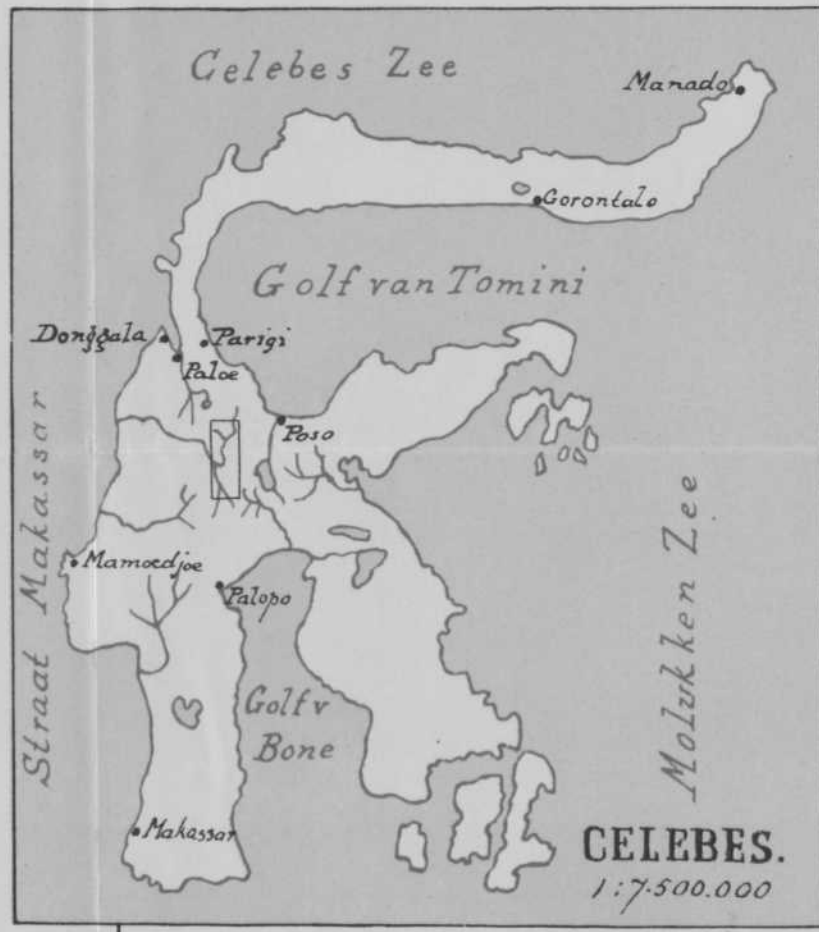 Celebes Zee
Manado
Gorontalo
Golf van Tomini
Donggala
Parigi
Paloe
Poso
Straat Makassar
Mamoedjoe
Palopo
Golf v
Bone
Molukken Zee
Makassar
CELEBES.
1:7.500.000